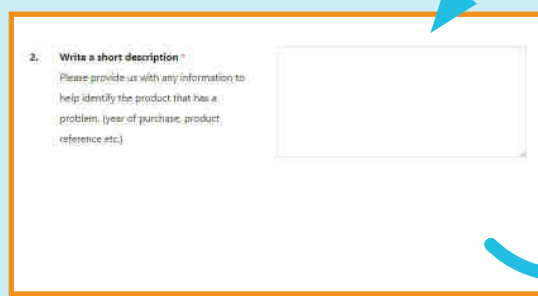 2. Write a short description *
Please provide us with any information to
help identify the product that has a
problem. (year of purchase, product
reference etc.)